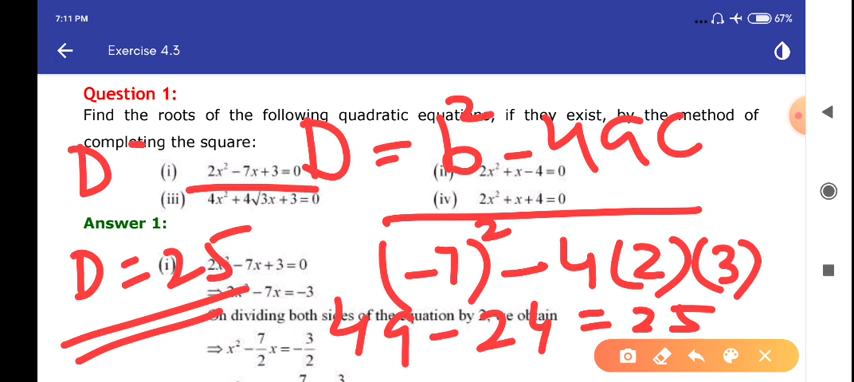 7:11 PM
67%
Exercise 4.3
Question 1:
Find the roots of the following quadratic equations, if they exist, by the method of
completing the square:
D
D = b² - 4ac
(i) 2x² – 7x + 3 = 0
(ii) 2x² + x – 4 = 0
(iii) 4x² + 4√3x + 3 = 0
(iv) 2x² + x + 4 = 0
Answer 1:
(-7)² - 4(2)(3)
D = 25
(i) 2x² – 7x + 3 = 0
⇒ 2x² – 7x = –3
49 - 24 = 25
On dividing both sides of the equation by 2, we obtain
⇒ x² – 7/2 x = – 3/2
7 3